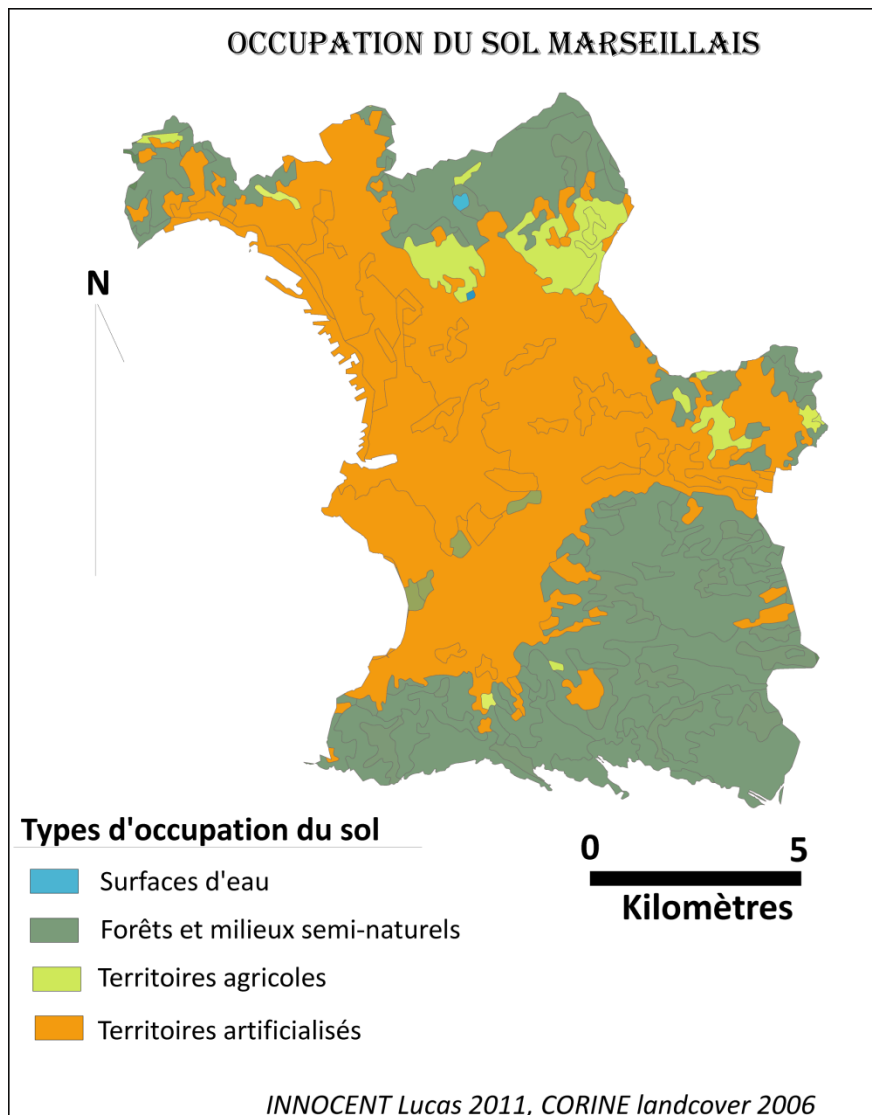 OCCUPATION DU SOL MARSEILLAIS
N
Types d'occupation du sol
Surfaces d'eau
Forêts et milieux semi-naturels
Territoires agricoles
Territoires artificialisés
0 5
Kilomètres
INNOCENT Lucas 2011, CORINE landcover 2006